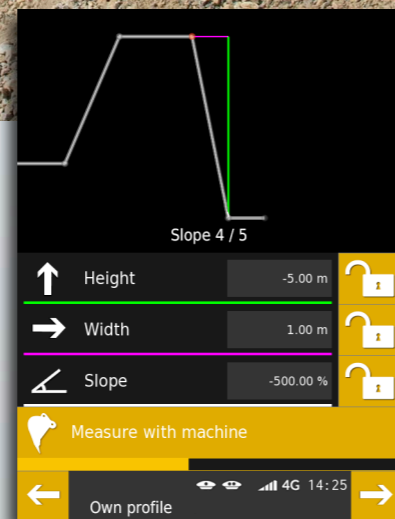 Slope 4 / 5
Height -5.00 m
Width 1.00 m
Slope -500.00 %
Measure with machine
4G 14:25
Own profile